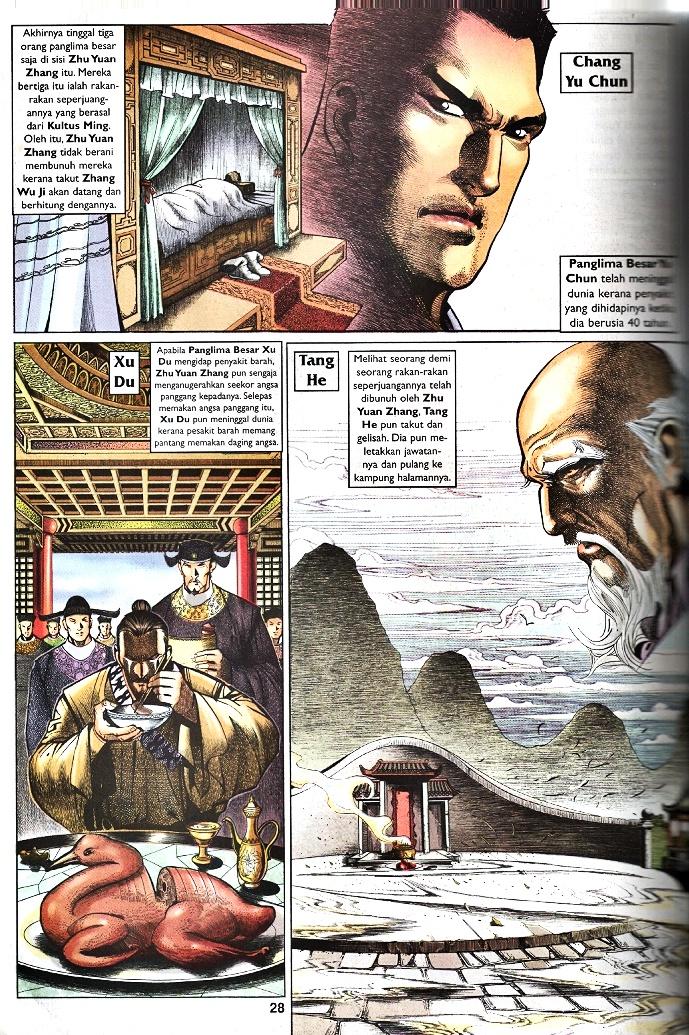 Akhirnya tinggal tiga
orang panglima besar
saja di sisi Zhu Yuan
Zhang itu. Mereka
bertiga itu ialah rakan-
rakan seperjuang-
annya yang berasal
dari Kultus Ming.
Oleh itu, Zhu Yuan
Zhang tidak berani
membunuh mereka
kerana takut Zhang
Wu Ji akan datang dan
berhitung dengannya.
Chang
Yu Chun
Panglima Besar
Chun telah meninggal
dunia kerana penyakit
yang dihidapinya
dia berusia 40 tahun.
Xu
Du
Apabila Panglima Besar Xu
Du mengidap penyakit barah,
Zhu Yuan Zhang pun sengaja
menganugerahkan seekor angsa
panggang kepadanya. Selepas
memakan angsa panggang itu,
Xu Du pun meninggal dunia
kerana pesakit barah memang
pantang memakan daging angsa.
Tang
He
Melihat seorang demi
seorang rakan-rakan
seperjuangannya telah
dibunuh oleh Zhu
Yuan Zhang, Tang
He pun takut dan
gelisah. Dia pun me-
letakkan jawatan-
nya dan pulang ke
kampung halamannya.
28